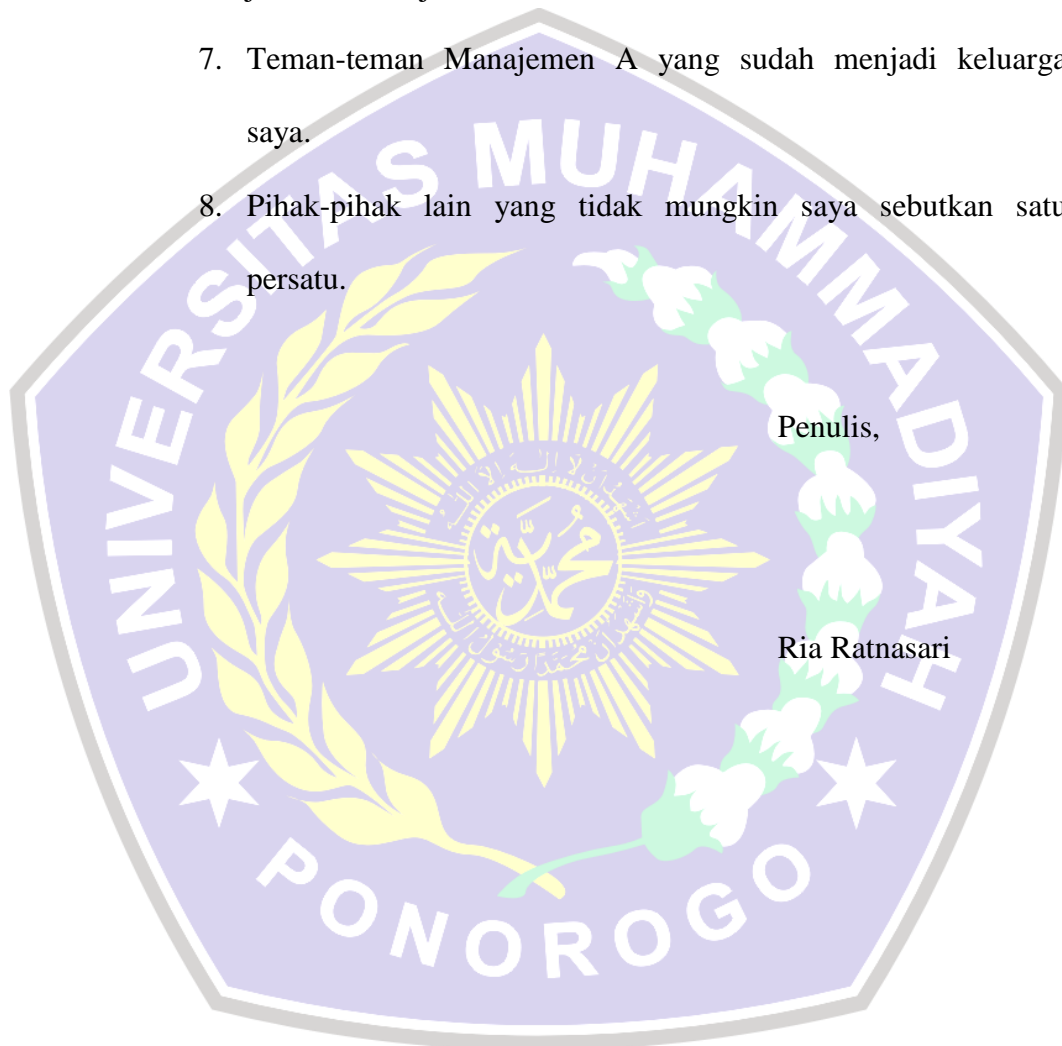 7. Teman-teman Manajemen A yang sudah menjadi keluarga
saya.
8. Pihak-pihak lain yang tidak mungkin saya sebutkan satu
persatu.
Penulis,
Ria Ratnasari
UNIVERSITAS MUHAMMADIYAH
PONOROGO
محمدية